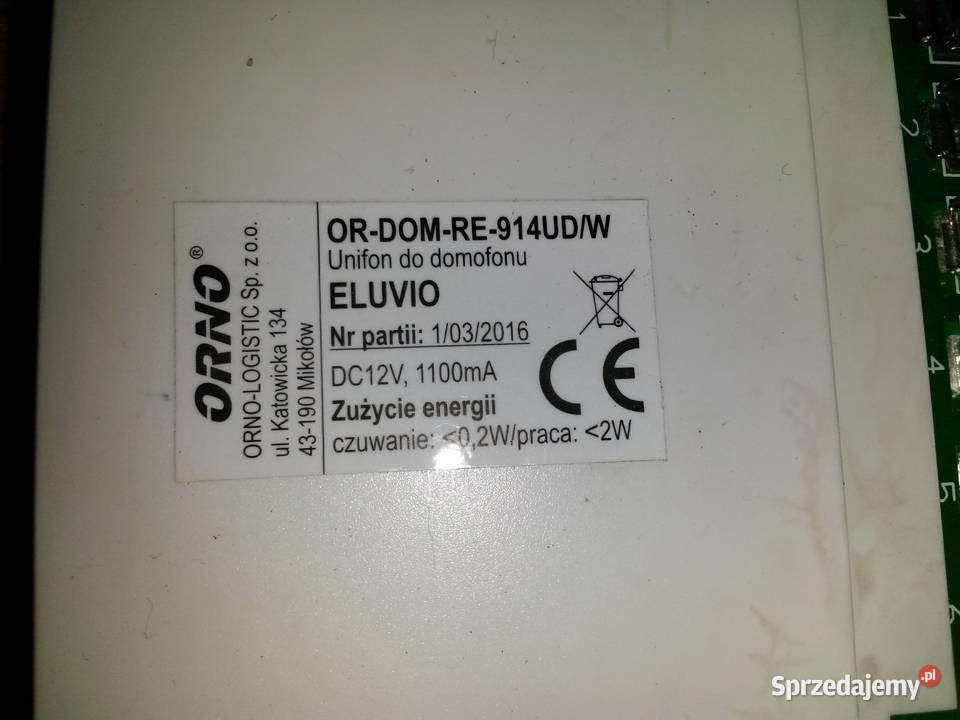 ORNO®
ORNO-LOGISTIC Sp. z o.o.
ul. Katowicka 134
43-190 Mikołów
OR-DOM-RE-914UD/W
Unifon do domofonu
ELUVIO
Nr partii: 1/03/2016
DC12V, 1100mA
Zużycie energii
czuwanie: <0,2W/praca: <2W
CE
1
2
3
4
5
6
Sprzedajemy.pl